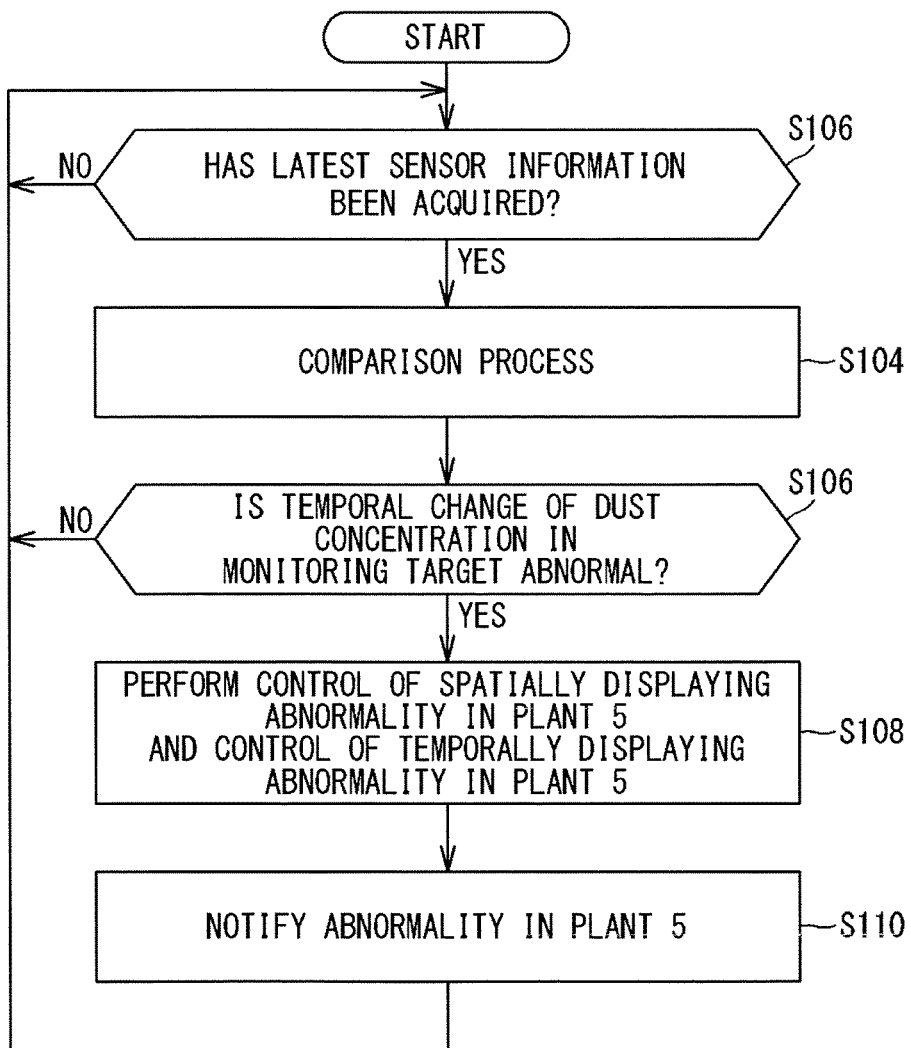 START
S106
NO
HAS LATEST SENSOR INFORMATION
BEEN ACQUIRED?
YES
COMPARISON PROCESS
S104
S106
NO
IS TEMPORAL CHANGE OF DUST
CONCENTRATION IN
MONITORING TARGET ABNORMAL?
YES
PERFORM CONTROL OF SPATIALLY DISPLAYING
ABNORMALITY IN PLANT 5
AND CONTROL OF TEMPORALLY DISPLAYING
ABNORMALITY IN PLANT 5
S108
NOTIFY ABNORMALITY IN PLANT 5
S110